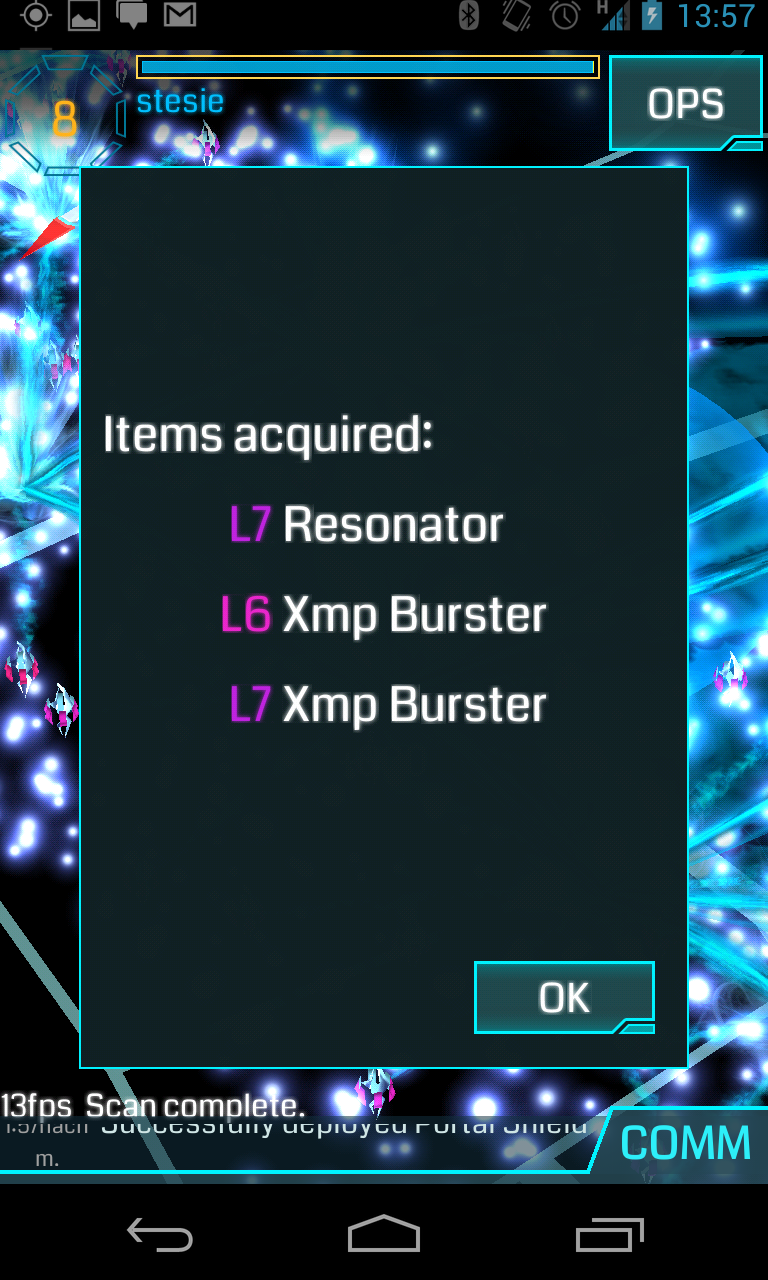 H 13:57
8
stesie
OPS
Items acquired:
L7 Resonator
L6 Xmp Burster
L7 Xmp Burster
OK
13fps Scan complete.
Successfully deployed Portal Shield
m.
COMM